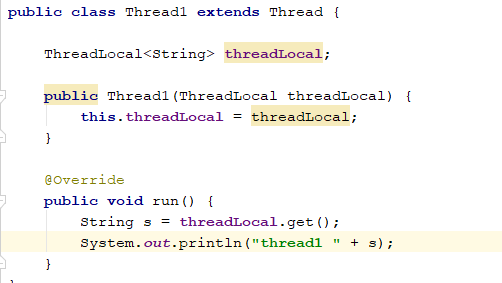 public class Thread1 extends Thread {
ThreadLocal<String> threadLocal;
public Thread1(ThreadLocal threadLocal) {
this.threadLocal = threadLocal;
}
@Override
public void run() {
String s = threadLocal.get();
System.out.println("thread1 " + s);
}
}